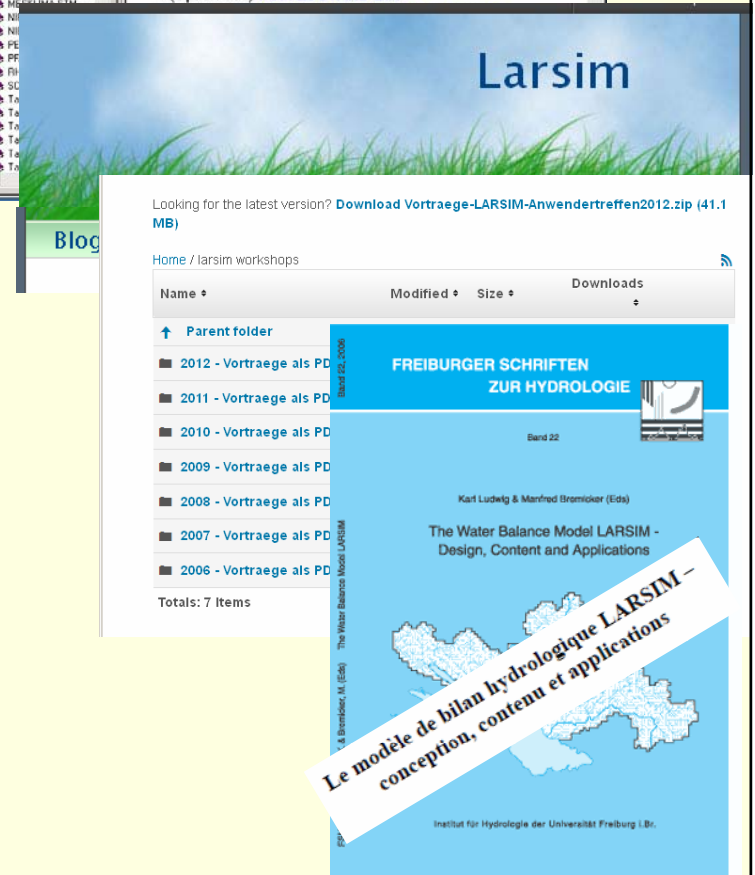 Larsim
Blog
Looking for the latest version? Download Vortraege-LARSIM-Anwendertreffen2012.zip (41.1
MB)
Home / larsim workshops
Name Modified Size Downloads
Parent folder
2012 - Vortraege als PD
2011 - Vortraege als PD
2010 - Vortraege als PD
2009 - Vortraege als PD
2008 - Vortraege als PD
2007 - Vortraege als PD
2006 - Vortraege als PD
Totals: 7 Items
Band 22, 2006
The Water Balance Model LARSIM
& Bremicker, M. (Eds)
FREIBURGER SCHRIFTEN
ZUR HYDROLOGIE
Band 22
Karl Ludwig & Manfred Bremicker (Eds)
The Water Balance Model LARSIM -
Design, Content and Applications
Le modèle de bilan hydrologique LARSIM –
conception, contenu et applications
Institut für Hydrologie der Universität Freiburg i.Br.